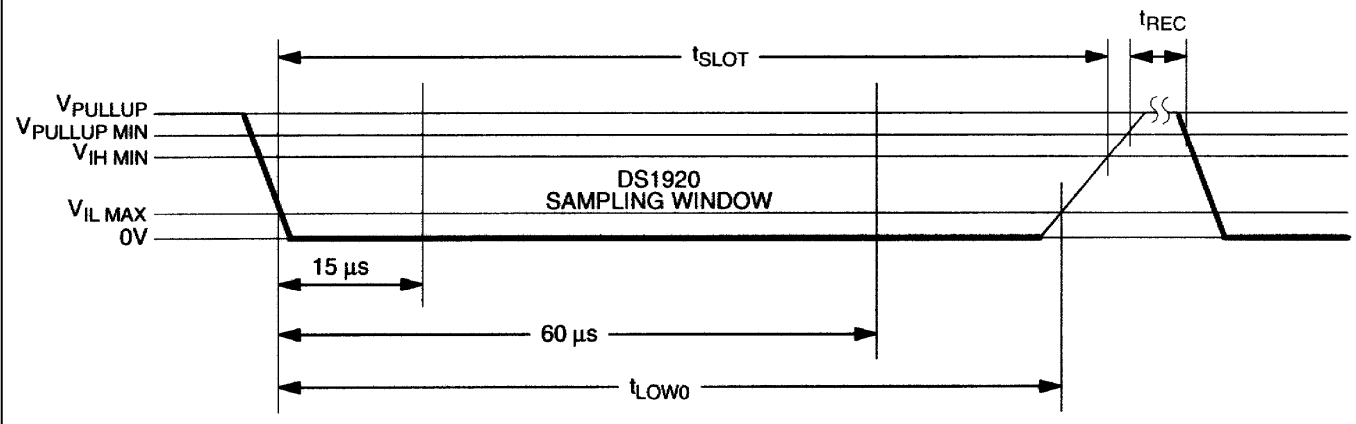 tREC
tSLOT
VPULLUP
VPULLUP MIN
VIH MIN
DS1920
SAMPLING WINDOW
VIL MAX
0V
15 µs
60 µs
tLOW0